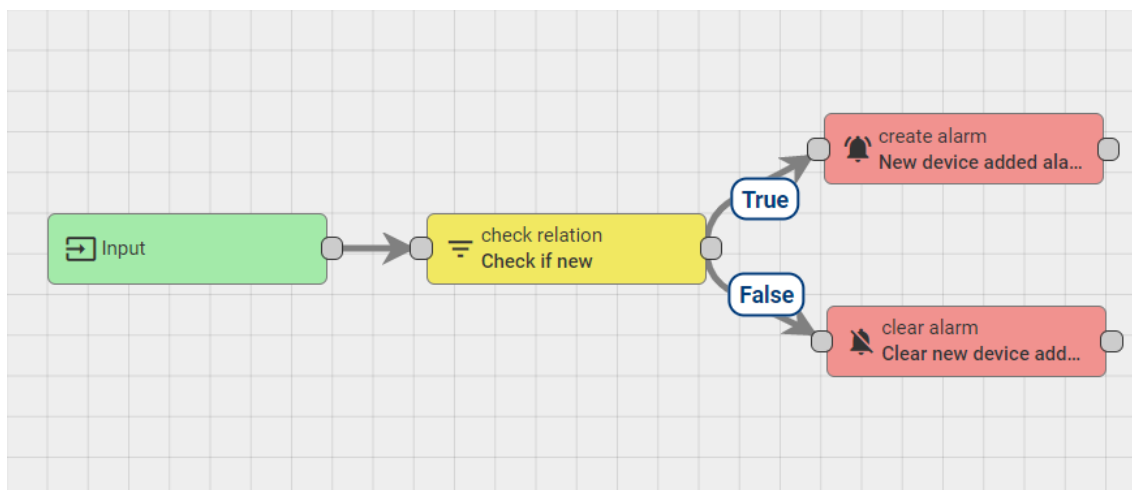 Input
check relation
Check if new
True
False
create alarm
New device added ala...
clear alarm
Clear new device add...